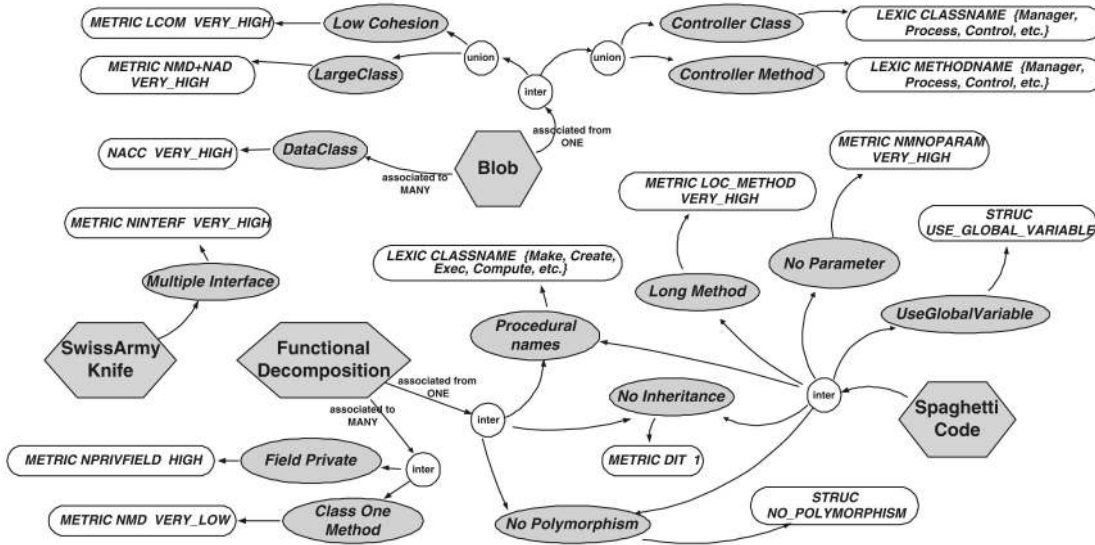 METRIC LCOM VERY_HIGH
Low Cohesion
union
METRIC NMD+NAD
VERY_HIGH
LargeClass
inter
union
Controller Class
LEXIC CLASSNAME {Manager,
Process, Control, etc.}
Controller Method
LEXIC METHODNAME {Manager,
Process, Control, etc.}
associated from
ONE
NACC VERY_HIGH
DataClass
associated to
MANY
Blob
METRIC NMNOPARAM
VERY_HIGH
METRIC LOC_METHOD
VERY_HIGH
METRIC NINTERF VERY_HIGH
STRUC
USE_GLOBAL_VARIABLE
LEXIC CLASSNAME {Make, Create,
Exec, Compute, etc.}
No Parameter
Multiple Interface
Long Method
UseGlobalVariable
Procedural
names
SwissArmy
Knife
Functional
Decomposition
associated from
ONE
associated to
MANY
No Inheritance
inter
inter
Spaghetti
Code
METRIC DIT 1
METRIC NPRIVFIELD HIGH
Field Private
inter
METRIC NMD VERY_LOW
Class One
Method
No Polymorphism
STRUC
NO_POLYMORPHISM